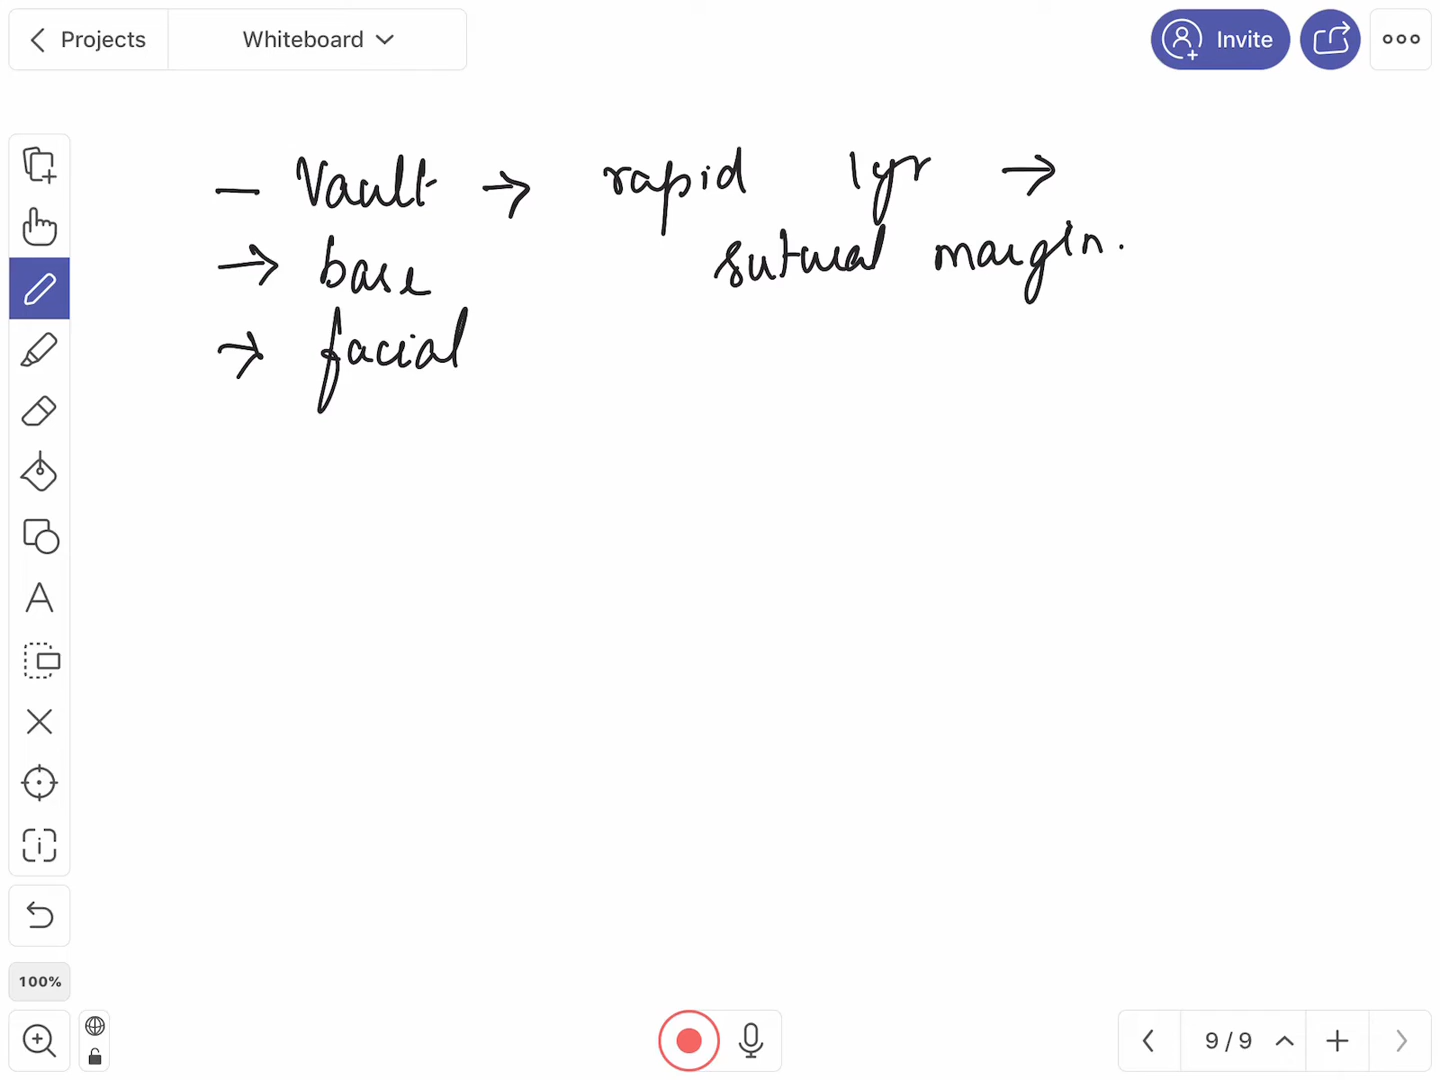 Projects
Whiteboard
Invite
- Vault → rapid 1yr →
sutural margin.
→ base
→ facial
A
100%
9 / 9